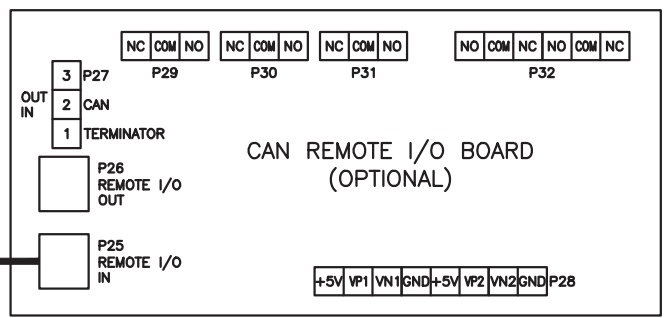 NC COM NO NC COM NO NC COM NO NO COM NC NO COM NC
P29 P30 P31 P32
3 P27
OUT
IN
2 CAN
1 TERMINATOR
CAN REMOTE I/O BOARD
(OPTIONAL)
P26
REMOTE I/O
OUT
P25
REMOTE I/O
IN
+5V VP1 VN1 GND +5V VP2 VN2 GND P28